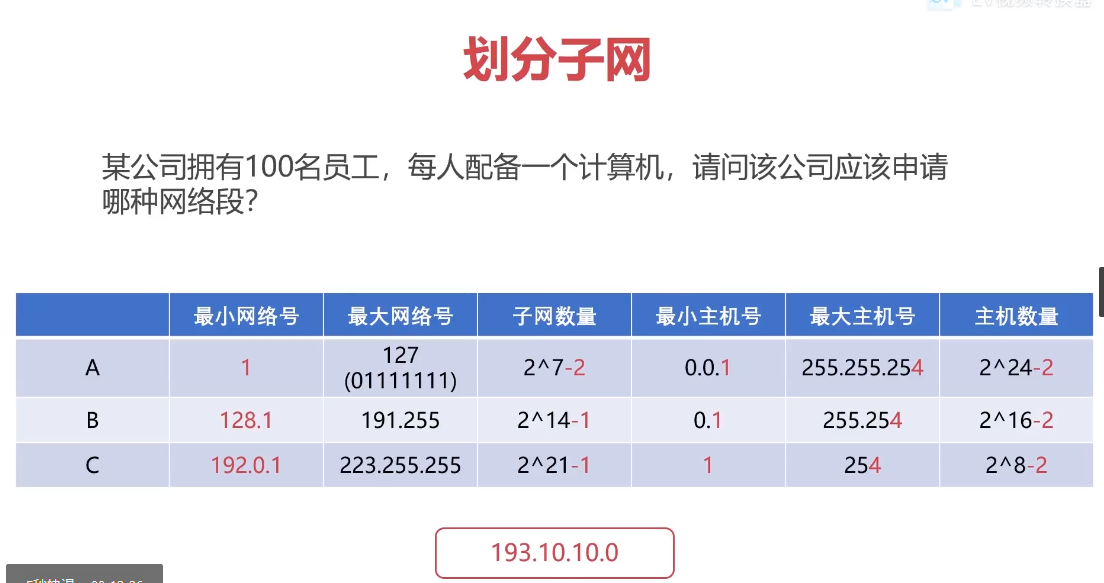 划分子网
某公司拥有100名员工，每人配备一个计算机，请问该公司应该申请
哪种网络段？
最小网络号 最大网络号 子网数量 最小主机号 最大主机号 主机数量
A 1 127 (01111111) 2^7-2 0.0.1 255.255.254 2^24-2
B 128.1 191.255 2^14-1 0.1 255.254 2^16-2
C 192.0.1 223.255.255 2^21-1 1 254 2^8-2
193.10.10.0